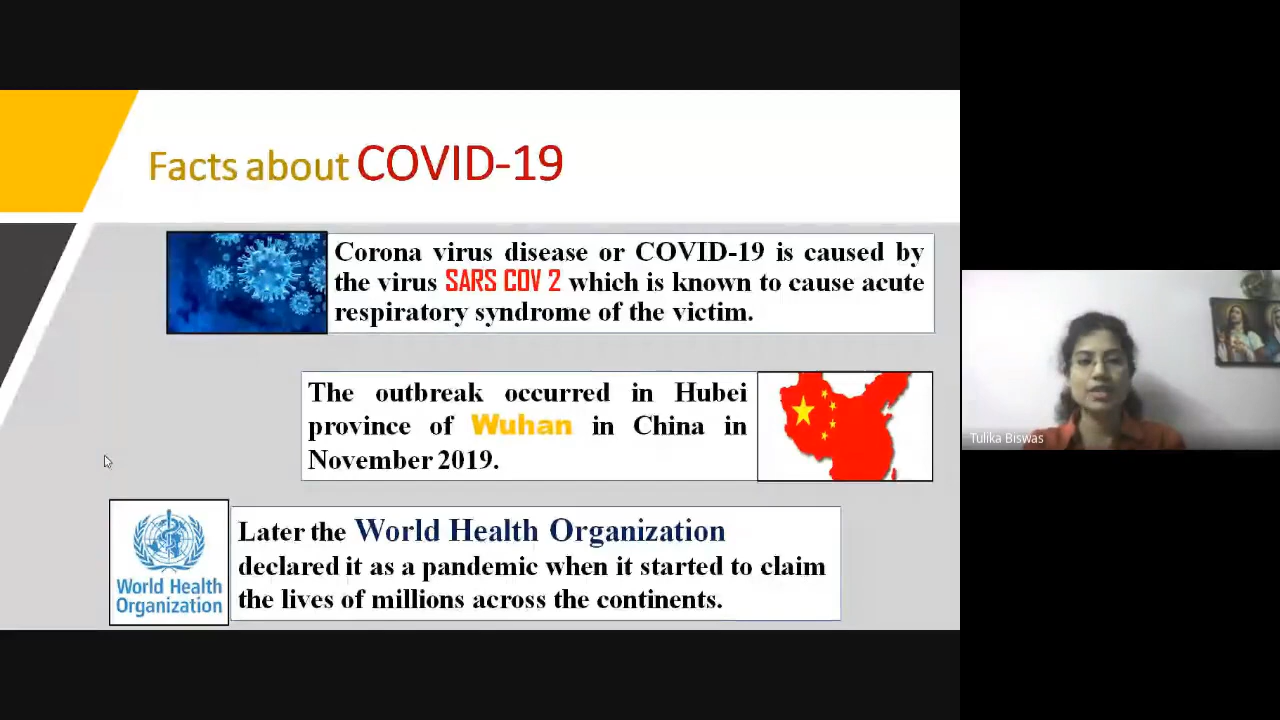 Facts about COVID-19
Corona virus disease or COVID-19 is caused by
the virus SARS COV 2 which is known to cause acute
respiratory syndrome of the victim.
The outbreak occurred in Hubei
province of Wuhan in China in
November 2019.
World Health
Organization
Later the World Health Organization
declared it as a pandemic when it started to claim
the lives of millions across the continents.
Tulika Biswas